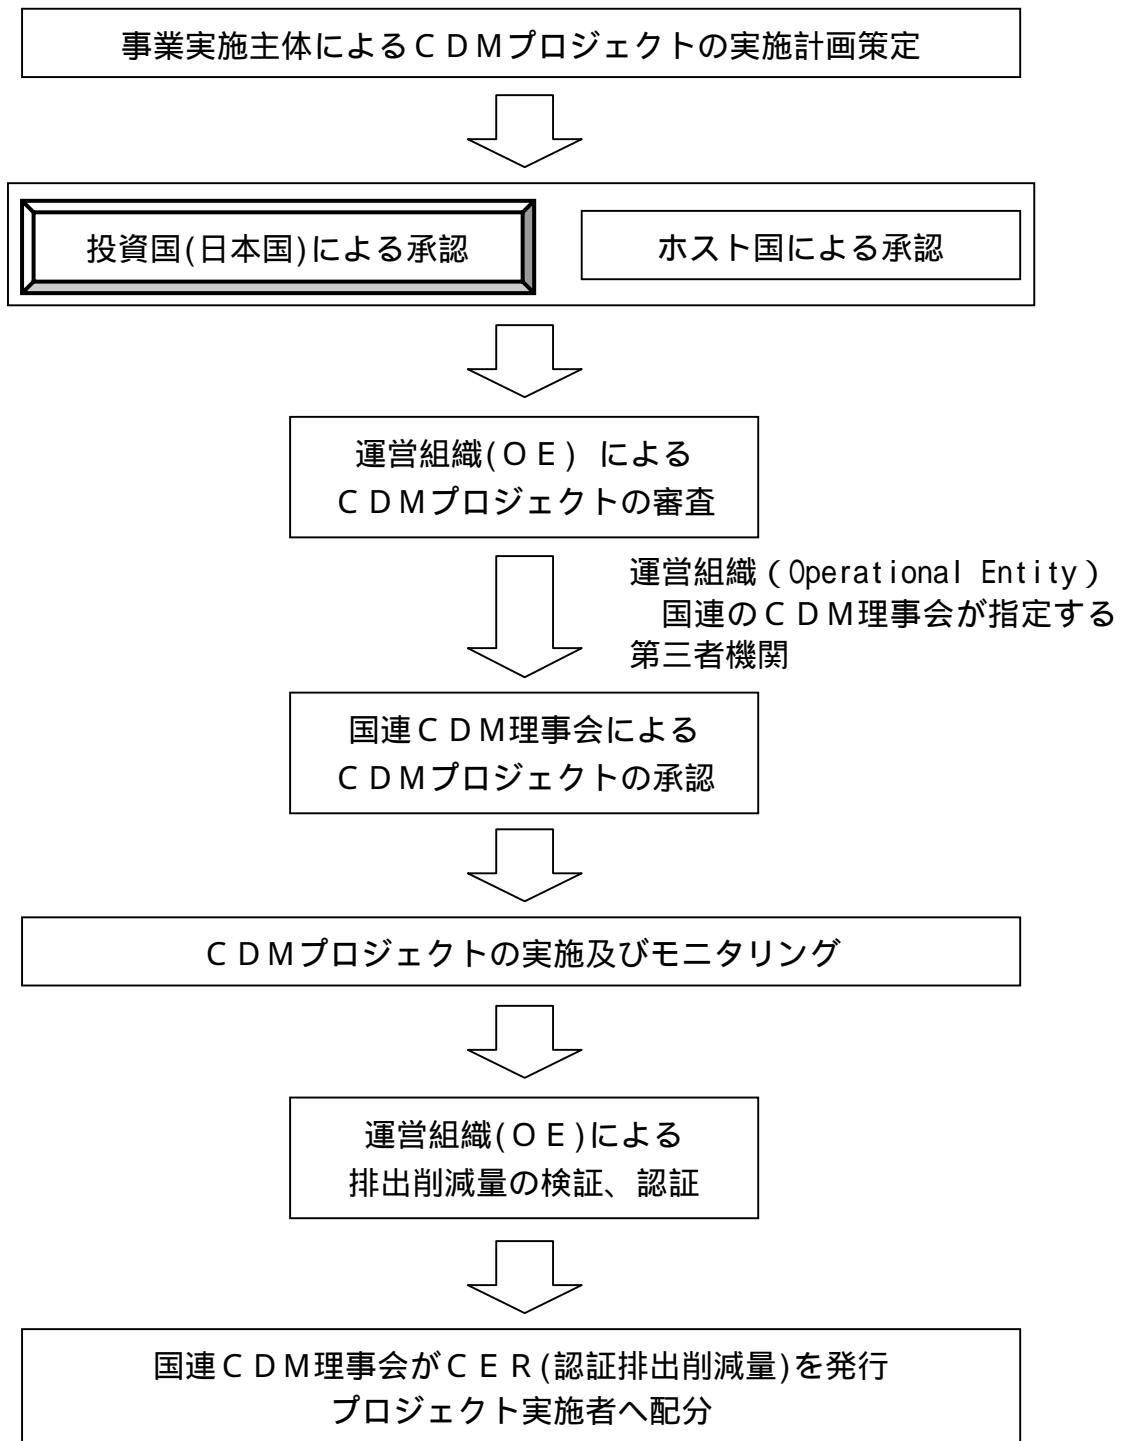 事業実施主体によるＣＤＭプロジェクトの実施計画策定
投資国(日本国)による承認
ホスト国による承認
運営組織(ＯＥ) による
ＣＤＭプロジェクトの審査
運営組織（Operational Entity）
国連のＣＤＭ理事会が指定する
第三者機関
国連ＣＤＭ理事会による
ＣＤＭプロジェクトの承認
ＣＤＭプロジェクトの実施及びモニタリング
運営組織(ＯＥ)による
排出削減量の検証、認証
国連ＣＤＭ理事会がＣＥＲ(認証排出削減量)を発行
プロジェクト実施者へ配分